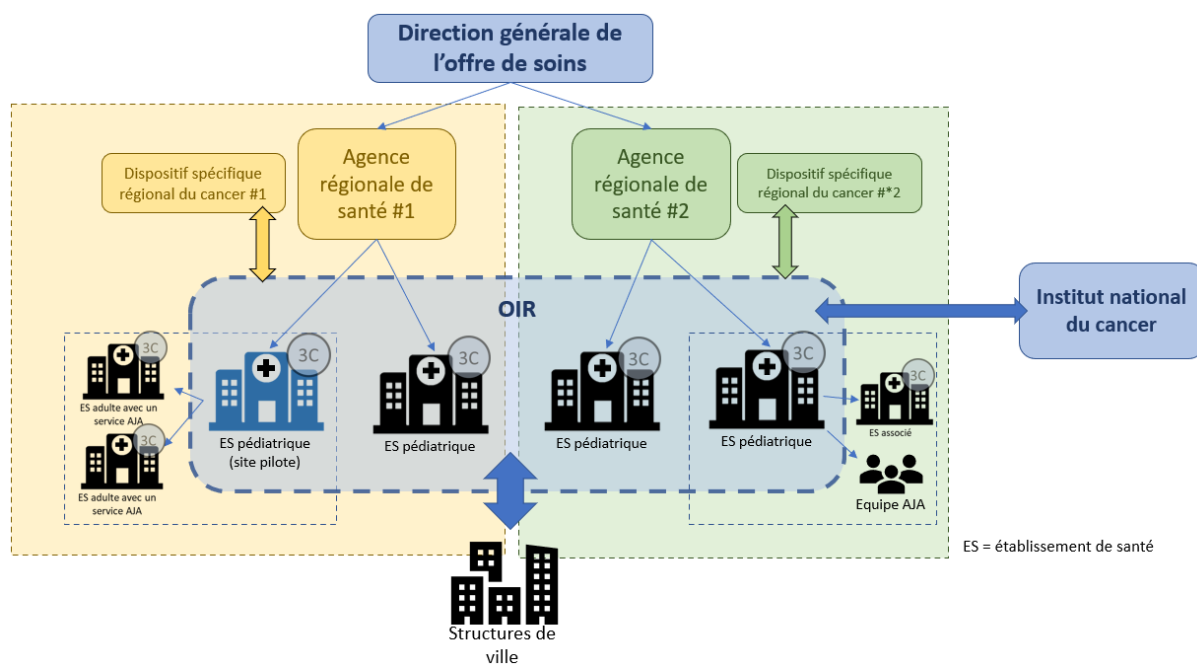 Direction générale de
l'offre de soins
Dispositif spécifique
régional du cancer #1
Agence
régionale de
santé #1
Agence
régionale de
santé #2
Dispositif spécifique
régional du cancer #*2
OIR
Institut national
du cancer
3C
ES adulte avec un
service AJA
3C
ES adulte avec un
service AJA
3C
ES pédiatrique
(site pilote)
3C
ES pédiatrique
3C
ES pédiatrique
3C
ES pédiatrique
3C
ES associé
Equipe AJA
ES = établissement de santé
Structures de
ville